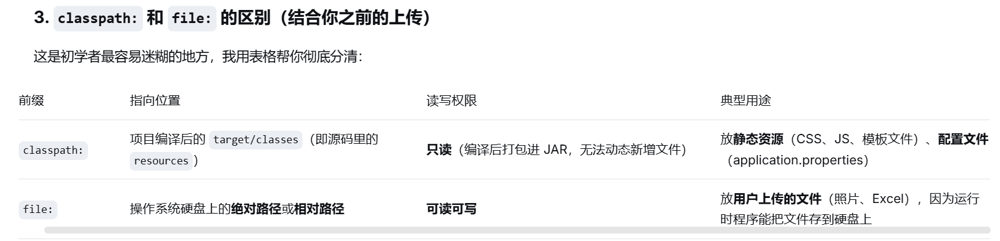 3. classpath: 和 file: 的区别（结合你之前的上传）
这是初学者最容易迷糊的地方，我用表格帮你彻底分清：
前缀 指向位置 读写权限 典型用途
classpath: 项目编译后的 target/classes（即源码里的 resources） 只读（编译后打包进 JAR，无法动态新增文件） 放静态资源（CSS、JS、模板文件）、配置文件（application.properties）
file: 操作系统硬盘上的绝对路径或相对路径 可读可写 放用户上传的文件（照片、Excel），因为运行时程序能把文件存到硬盘上